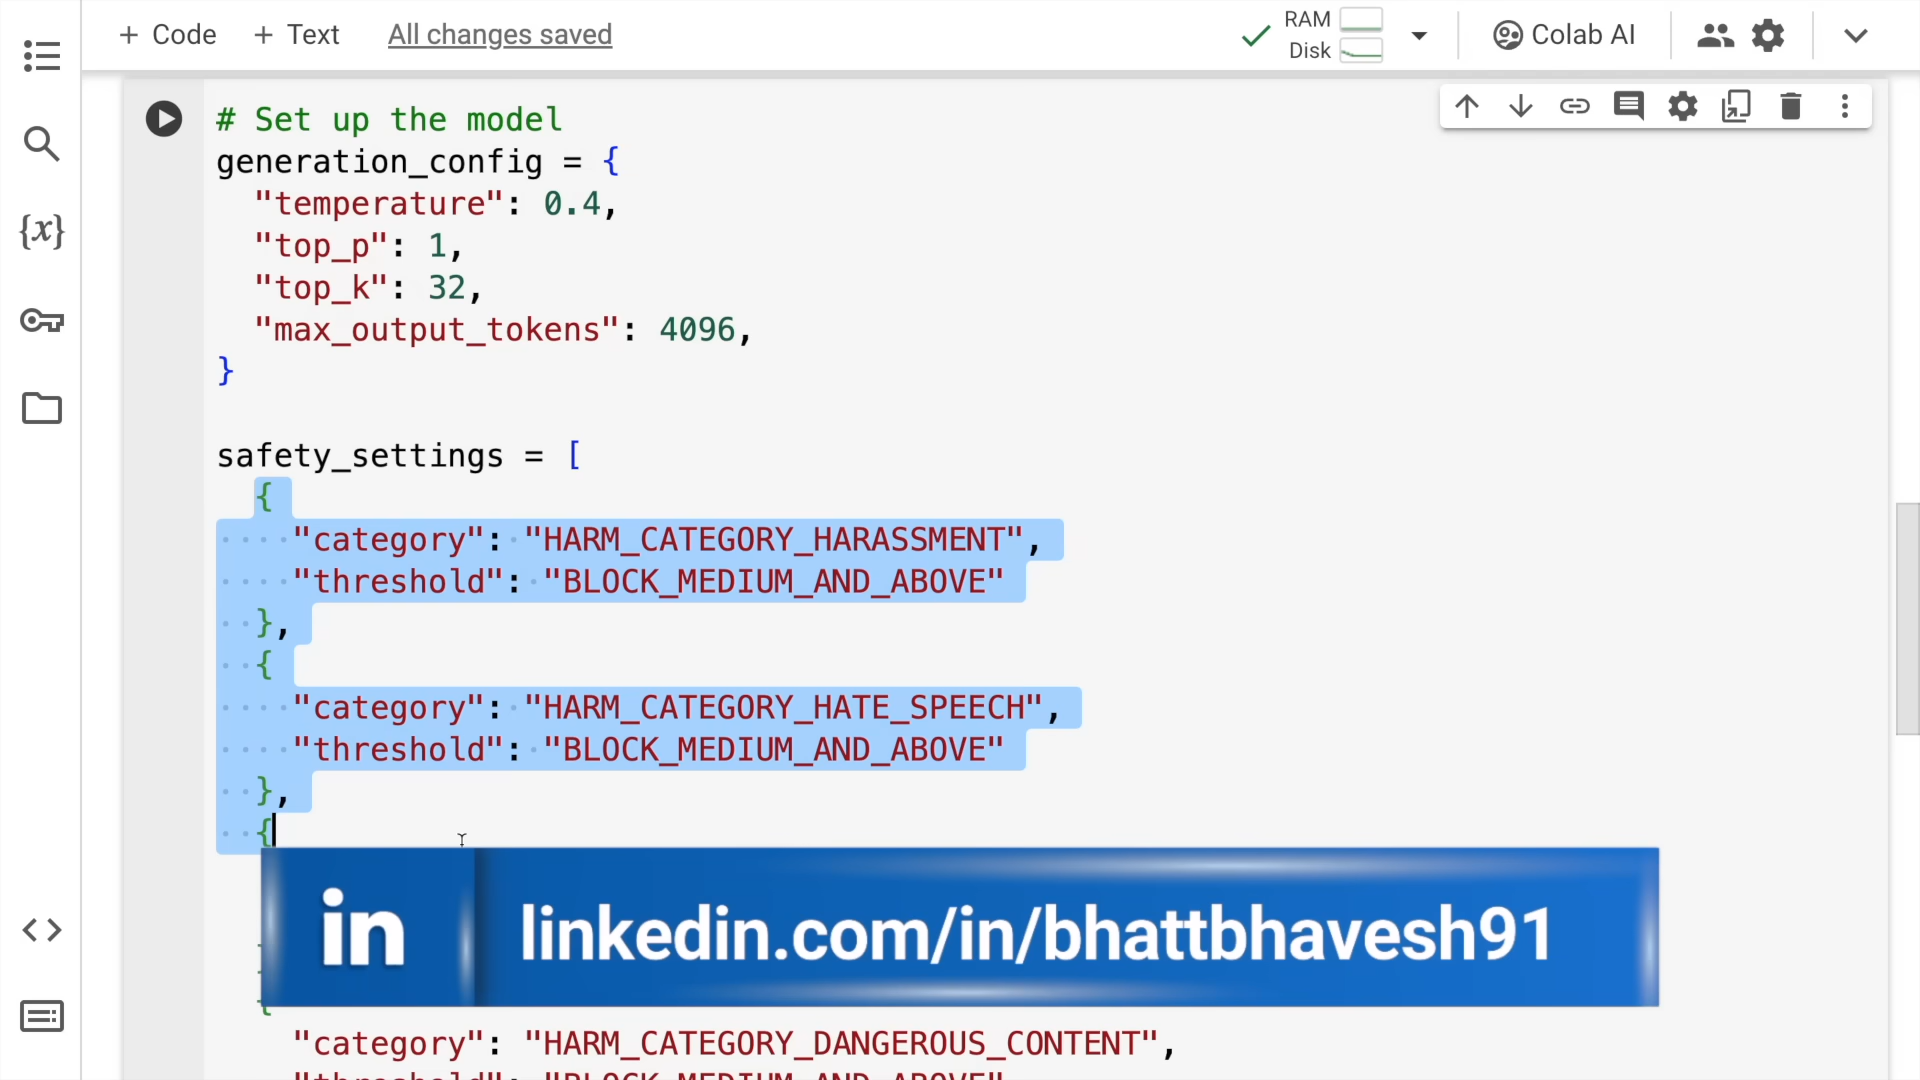 + Code + Text All changes saved
RAM
Disk
Colab AI
{x}
# Set up the model
generation_config = {
"temperature": 0.4,
"top_p": 1,
"top_k": 32,
"max_output_tokens": 4096,
}
safety_settings = [
{
"category": "HARM_CATEGORY_HARASSMENT",
"threshold": "BLOCK_MEDIUM_AND_ABOVE"
},
{
"category": "HARM_CATEGORY_HATE_SPEECH",
"threshold": "BLOCK_MEDIUM_AND_ABOVE"
},
{
in linkedin.com/in/bhattbhavesh91
"category": "HARM_CATEGORY_DANGEROUS_CONTENT",
"threshold": "BLOCK_MEDIUM_AND_ABOVE"